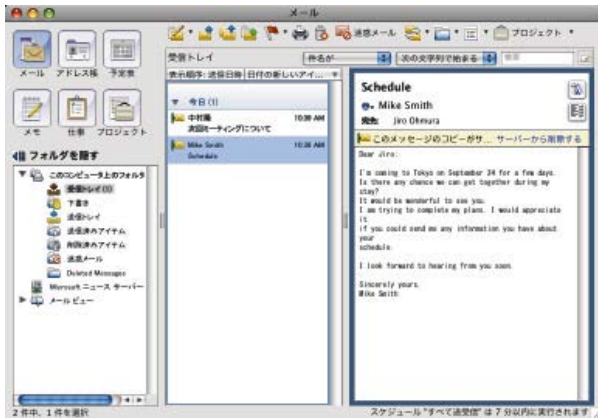 メール
迷惑メール
プロジェクト
メール アドレス帳 予定表
メモ 仕事 プロジェクト
フォルダを隠す
このコンピュータ上のフォルダ
受信トレイ (1)
下書き
送信トレイ
送信済みアイテム
削除済みアイテム
迷惑メール
Deleted Messages
Microsoft ニュース サーバー
メール ビュー
2 件中、1 件を選択
受信トレイ
件名が
次の文字列で始まる
表示順序: 送信日時
日付の新しいアイ...
今日 (1)
中村 10:39 AM
次回ミーティングについて
Mike Smith 10:38 AM
Schedule
Schedule
Mike Smith
宛先: Jiro Ohmura
このメッセージのコピーがサ... サーバーから削除する
Dear Jiro:
I'm coming to Tokyo on September 24 for a few days.
Is there any chance we can get together during my
stay?
It would be wonderful to see you.
I am trying to complete my plans. I would appreciate
it
if you could send me any information you have about
your
schedule.
I look forward to hearing from you soon.
Sincerely yours,
Mike Smith
スケジュール "すべて送受信" は 7 分以内に実行されます